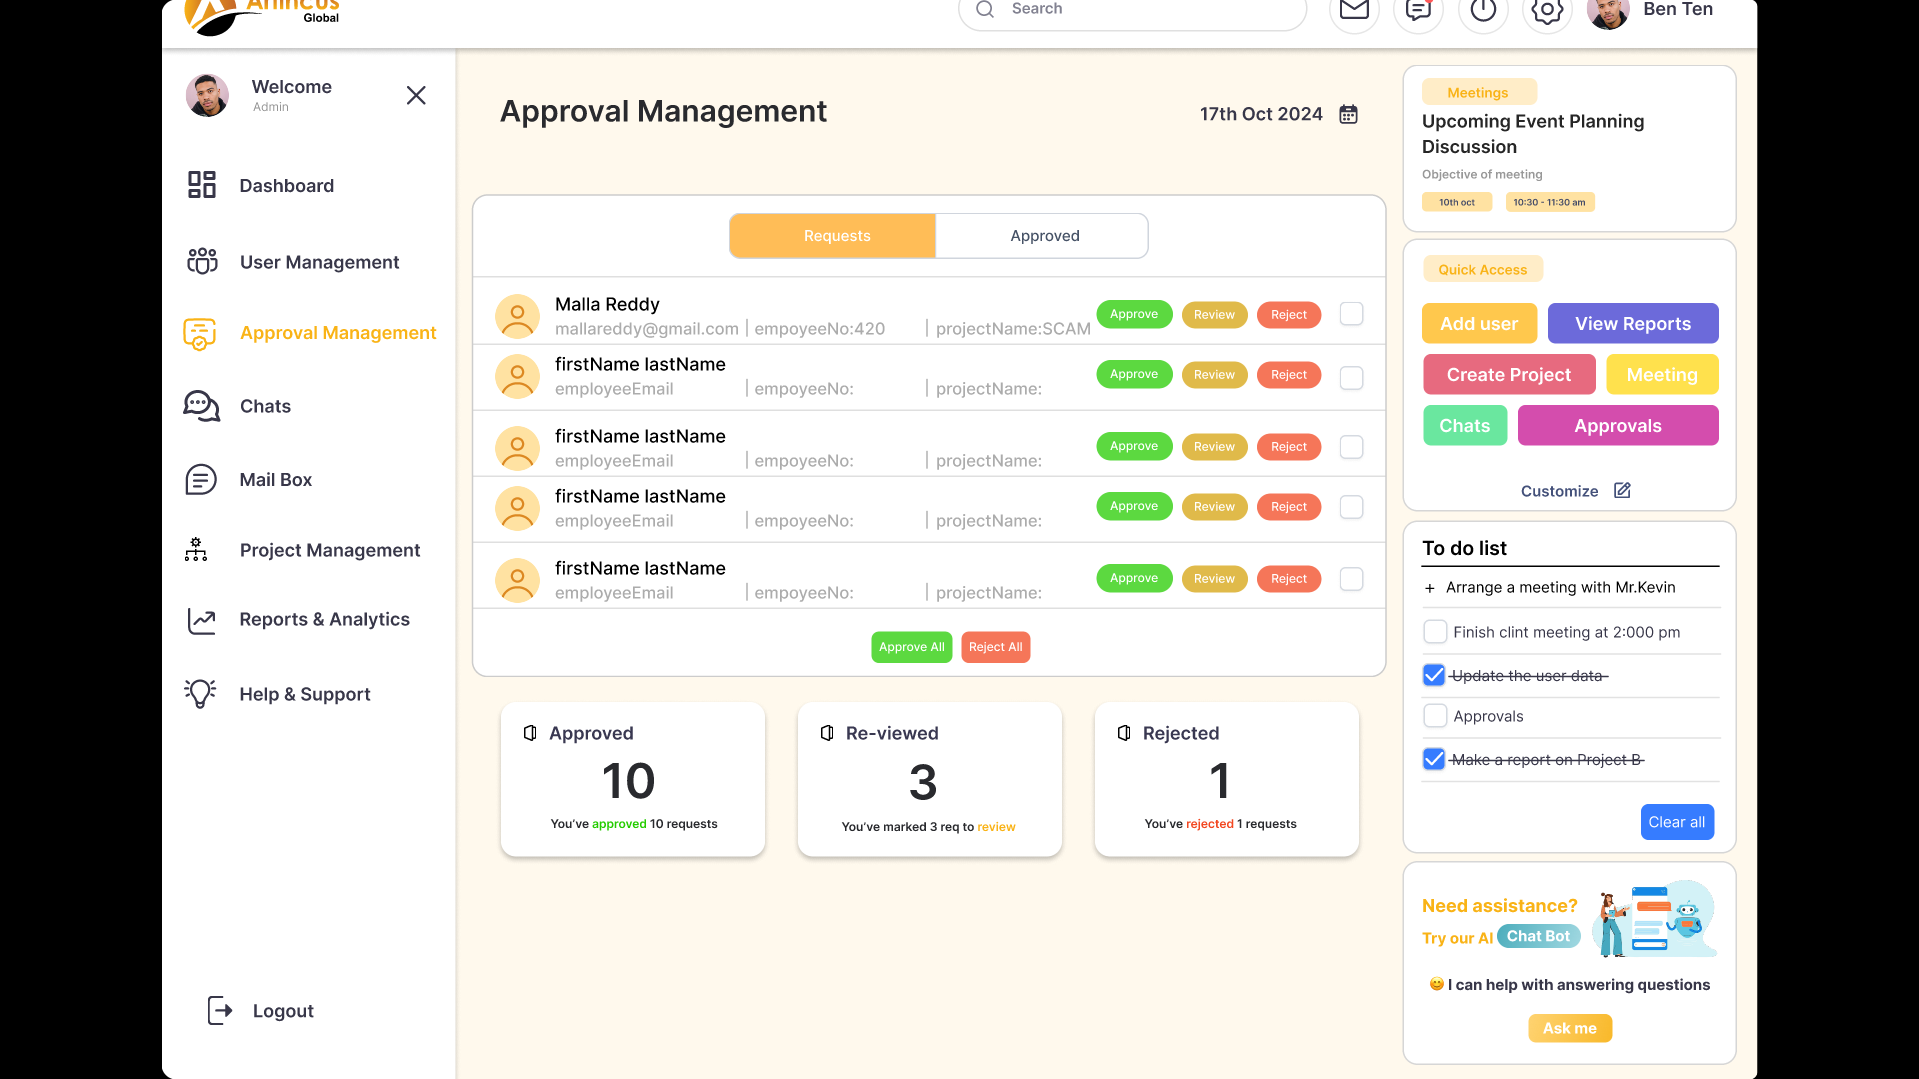 Global
Search
Ben Ten
Welcome
Admin
Dashboard
User Management
Approval Management
Chats
Mail Box
Project Management
Reports & Analytics
Help & Support
Logout
Approval Management
17th Oct 2024
Requests
Approved
Malla Reddy
mallareddy@gmail.com | empoyeeNo:420 | projectName:SCAM
Approve Review Reject
firstName lastName
employeeEmail | empoyeeNo: | projectName:
Approve Review Reject
firstName lastName
employeeEmail | empoyeeNo: | projectName:
Approve Review Reject
firstName lastName
employeeEmail | empoyeeNo: | projectName:
Approve Review Reject
firstName lastName
employeeEmail | empoyeeNo: | projectName:
Approve Review Reject
Approve All Reject All
Approved
10
You've approved 10 requests
Re-viewed
3
You've marked 3 req to review
Rejected
1
You've rejected 1 requests
Meetings
Upcoming Event Planning
Discussion
Objective of meeting
10th oct 10:30 - 11:30 am
Quick Access
Add user View Reports
Create Project Meeting
Chats Approvals
Customize
To do list
+ Arrange a meeting with Mr.Kevin
Finish clint meeting at 2:000 pm
Update the user data
Approvals
Make a report on Project B
Clear all
Need assistance?
Try our AI Chat Bot
😊 I can help with answering questions
Ask me